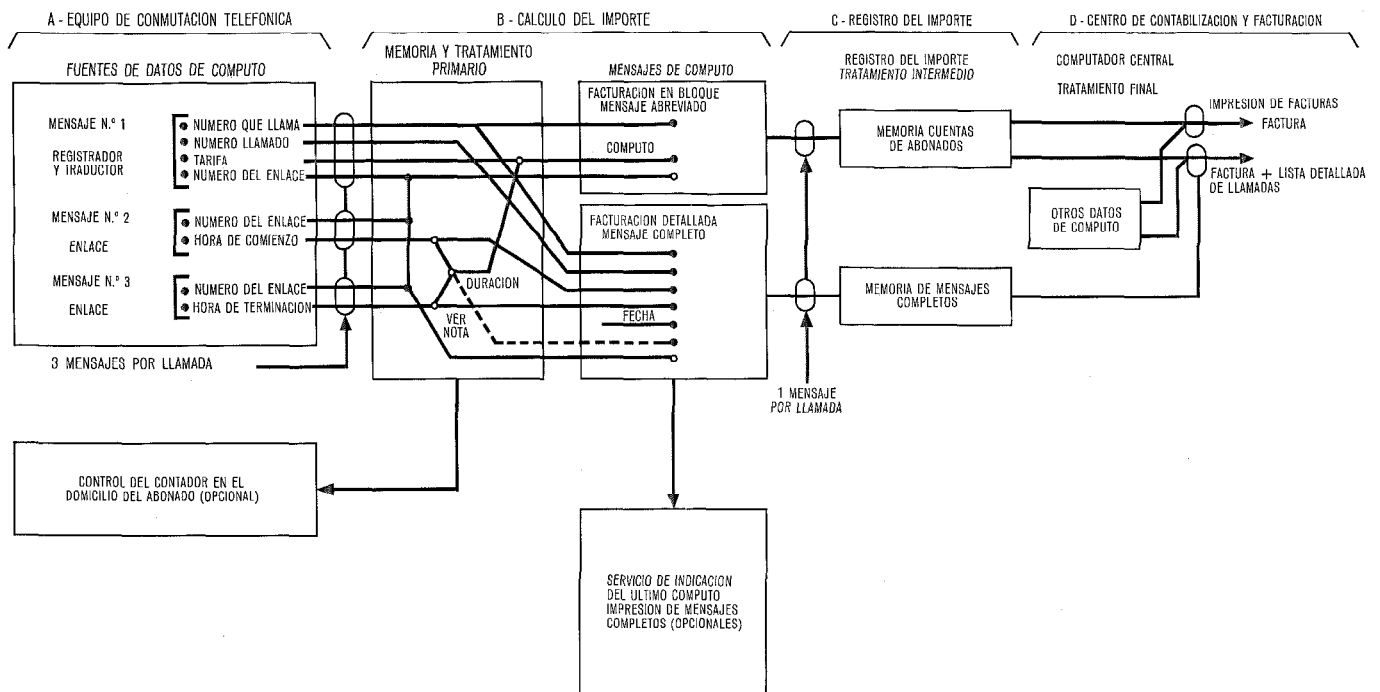 A - EQUIPO DE CONMUTACION TELEFONICA
B - CALCULO DEL IMPORTE
C - REGISTRO DEL IMPORTE
D - CENTRO DE CONTABILIZACION Y FACTURACION
FUENTES DE DATOS DE COMPUTO
MENSAJE N.º 1
REGISTRADOR
Y TRADUCTOR
NUMERO QUE LLAMA
NUMERO LLAMADO
TARIFA
NUMERO DEL ENLACE
MENSAJE N.º 2
ENLACE
NUMERO DEL ENLACE
HORA DE COMIENZO
MENSAJE N.º 3
ENLACE
NUMERO DEL ENLACE
HORA DE TERMINACION
3 MENSAJES POR LLAMADA
MEMORIA Y TRATAMIENTO
PRIMARIO
DURACION
VER
NOTA
MENSAJES DE COMPUTO
FACTURACION EN BLOQUE
MENSAJE ABREVIADO
COMPUTO
FACTURACION DETALLADA
MENSAJE COMPLETO
FECHA
REGISTRO DEL IMPORTE
TRATAMIENTO INTERMEDIO
MEMORIA CUENTAS
DE ABONADOS
MEMORIA DE MENSAJES
COMPLETOS
1 MENSAJE
POR LLAMADA
COMPUTADOR CENTRAL
TRATAMIENTO FINAL
IMPRESION DE FACTURAS
FACTURA
FACTURA + LISTA DETALLADA
DE LLAMADAS
OTROS DATOS
DE COMPUTO
CONTROL DEL CONTADOR EN EL
DOMICILIO DEL ABONADO (OPCIONAL)
SERVICIO DE INDICACION
DEL ULTIMO COMPUTO
IMPRESION DE MENSAJES
COMPLETOS (OPCIONALES)